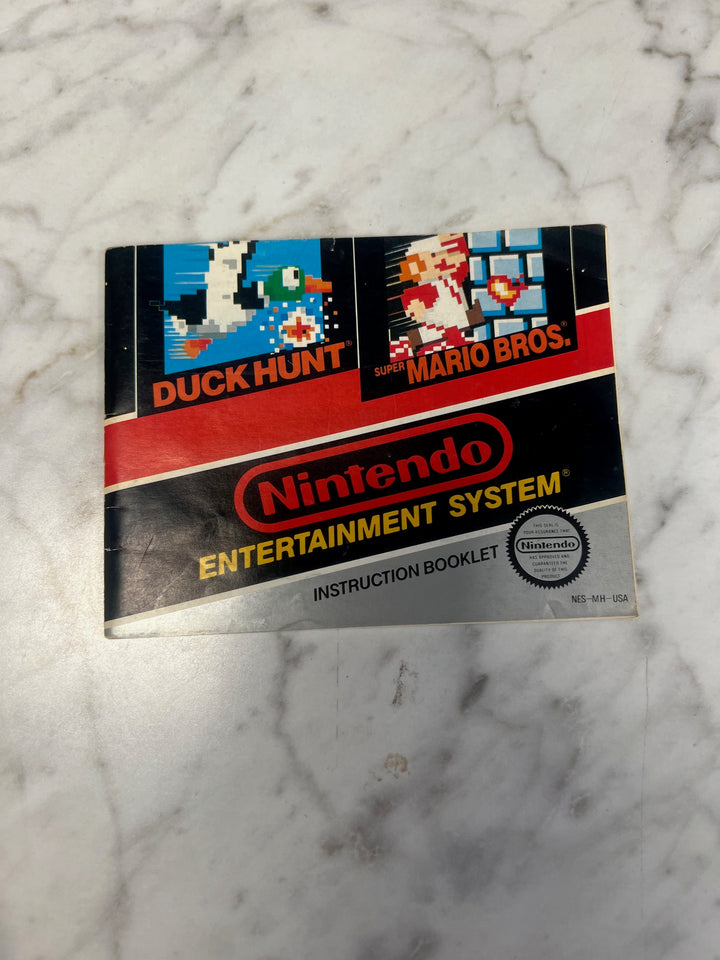 DUCK HUNT®
SUPER MARIO BROS.®
Nintendo
ENTERTAINMENT SYSTEM®
INSTRUCTION BOOKLET
THIS SEAL IS
YOUR ASSURANCE THAT
Nintendo
HAS APPROVED AND
GUARANTEED THE
QUALITY OF THIS
PRODUCT
NES-MH-USA